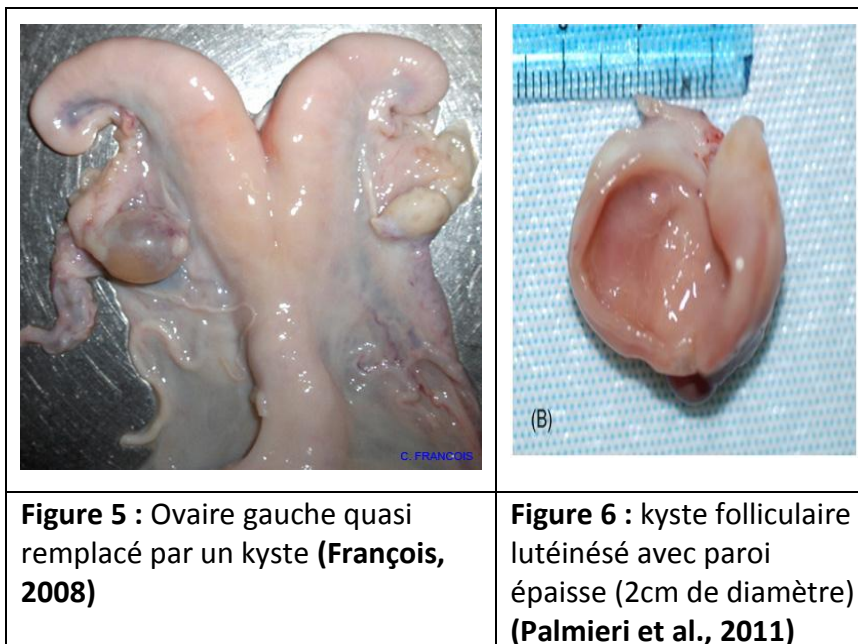 C. FRANCOIS
(B)
Figure 5 : Ovaire gauche quasi
remplacé par un kyste (François,
2008)
Figure 6 : kyste folliculaire
lutéinésé avec paroi
épaisse (2cm de diamètre)
(Palmieri et al., 2011)